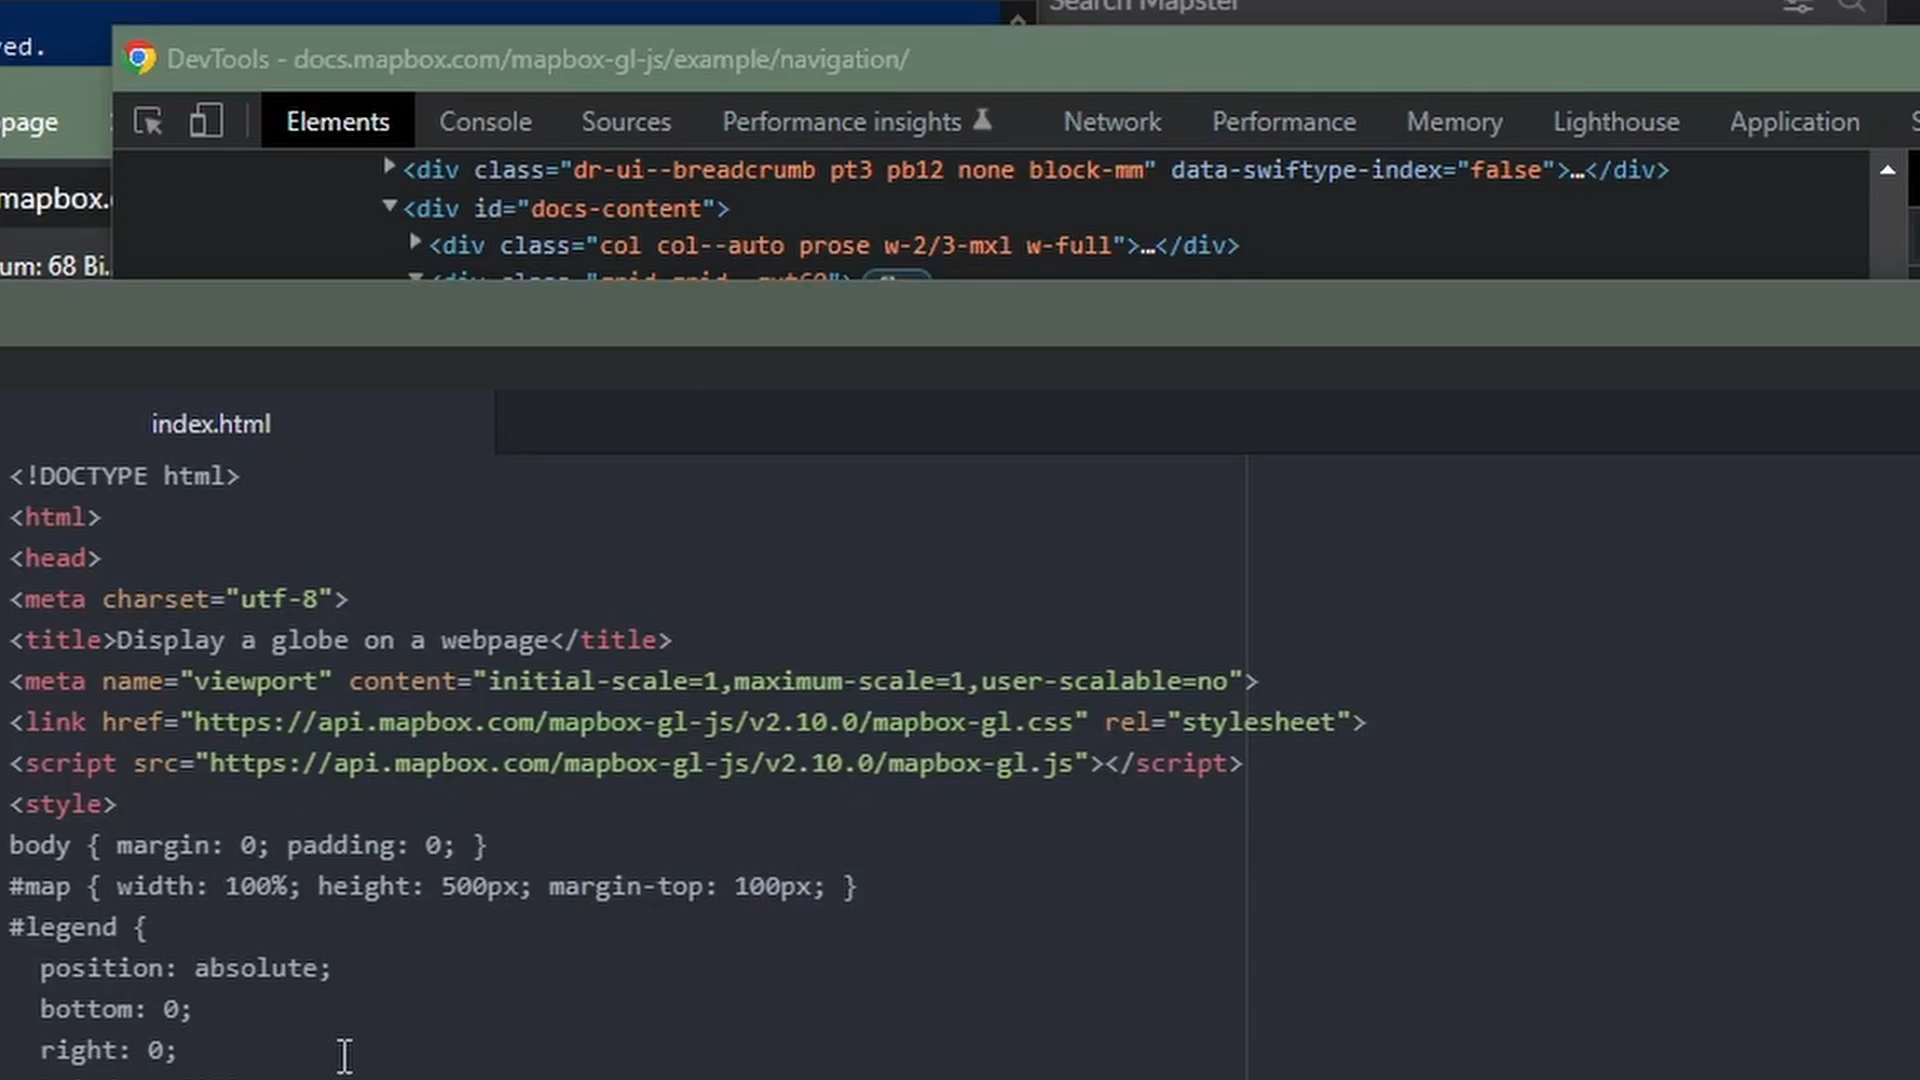 Search Mapster
ved.
DevTools - docs.mapbox.com/mapbox-gl-js/example/navigation/
page
Elements Console Sources Performance insights Network Performance Memory Lighthouse Application
<div class="dr-ui--breadcrumb pt3 pb12 none block-mm" data-swiftype-index="false">…</div>
mapbox.
<div id="docs-content">
<div class="col col--auto prose w-2/3-mxl w-full">…</div>
um: 68 Bi.
index.html
<!DOCTYPE html>
<html>
<head>
<meta charset="utf-8">
<title>Display a globe on a webpage</title>
<meta name="viewport" content="initial-scale=1,maximum-scale=1,user-scalable=no">
<link href="https://api.mapbox.com/mapbox-gl-js/v2.10.0/mapbox-gl.css" rel="stylesheet">
<script src="https://api.mapbox.com/mapbox-gl-js/v2.10.0/mapbox-gl.js"></script>
<style>
body { margin: 0; padding: 0; }
#map { width: 100%; height: 500px; margin-top: 100px; }
#legend {
position: absolute;
bottom: 0;
right: 0;